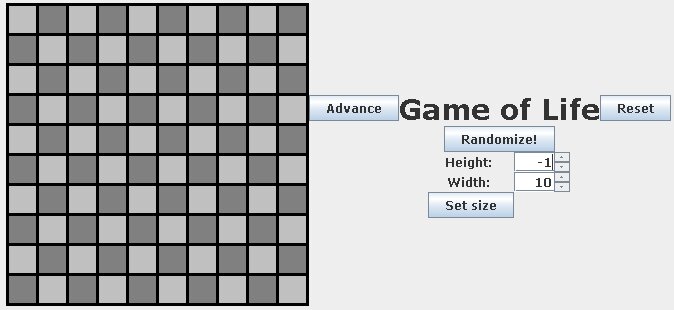 Advance Game of Life Reset
Randomize!
Height: -1
Width: 10
Set size